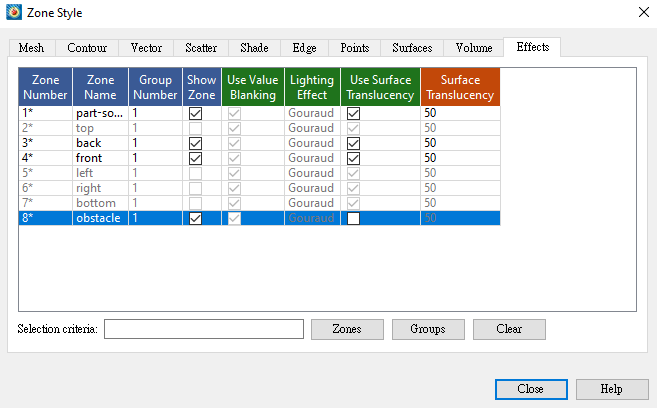 Zone Style
Mesh Contour Vector Scatter Shade Edge Points Surfaces Volume Effects
Zone Number Zone Name Group Number Show Zone Use Value Blanking Lighting Effect Use Surface Translucency Surface Translucency
1* part-so... 1 Gouraud 50
2* top 1 Gouraud 50
3* back 1 Gouraud 50
4* front 1 Gouraud 50
5* left 1 Gouraud 50
6* right 1 Gouraud 50
7* bottom 1 Gouraud 50
8* obstacle 1 Gouraud 50
Selection criteria: Zones Groups Clear
Close Help